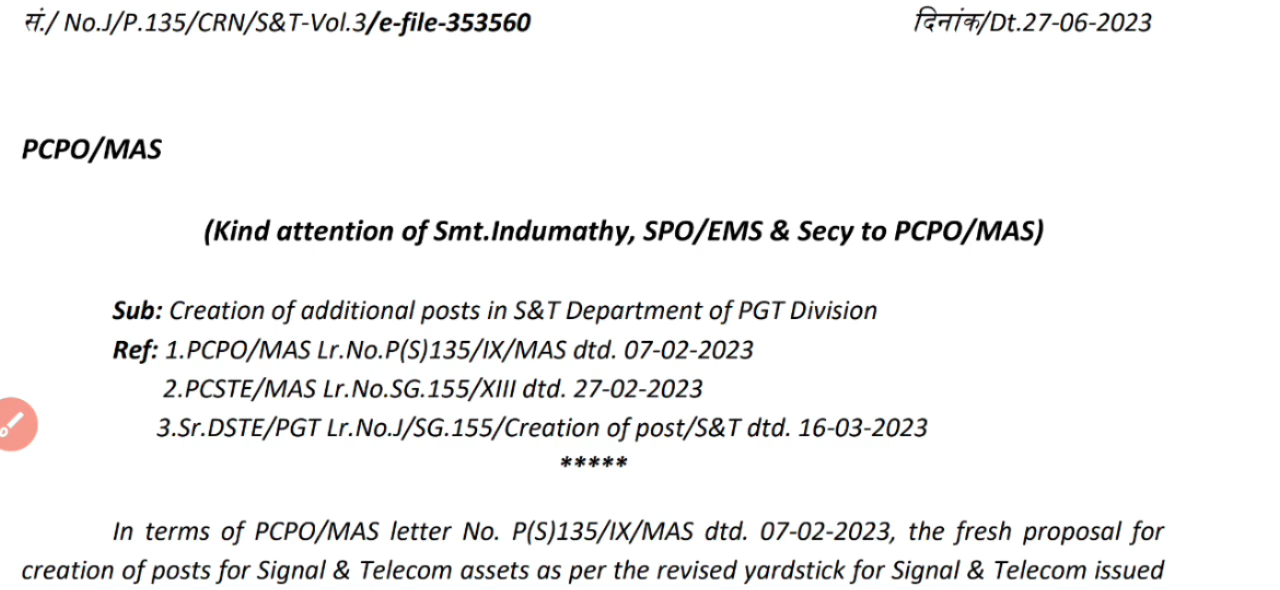 सं./ No.J/P.135/CRN/S&T-Vol.3/e-file-353560 दिनांक/Dt.27-06-2023
PCPO/MAS
(Kind attention of Smt.Indumathy, SPO/EMS & Secy to PCPO/MAS)
Sub: Creation of additional posts in S&T Department of PGT Division
Ref: 1.PCPO/MAS Lr.No.P(S)135/IX/MAS dtd. 07-02-2023
2.PCSTE/MAS Lr.No.SG.155/XIII dtd. 27-02-2023
3.Sr.DSTE/PGT Lr.No.J/SG.155/Creation of post/S&T dtd. 16-03-2023
*****
In terms of PCPO/MAS letter No. P(S)135/IX/MAS dtd. 07-02-2023, the fresh proposal for
creation of posts for Signal & Telecom assets as per the revised yardstick for Signal & Telecom issued